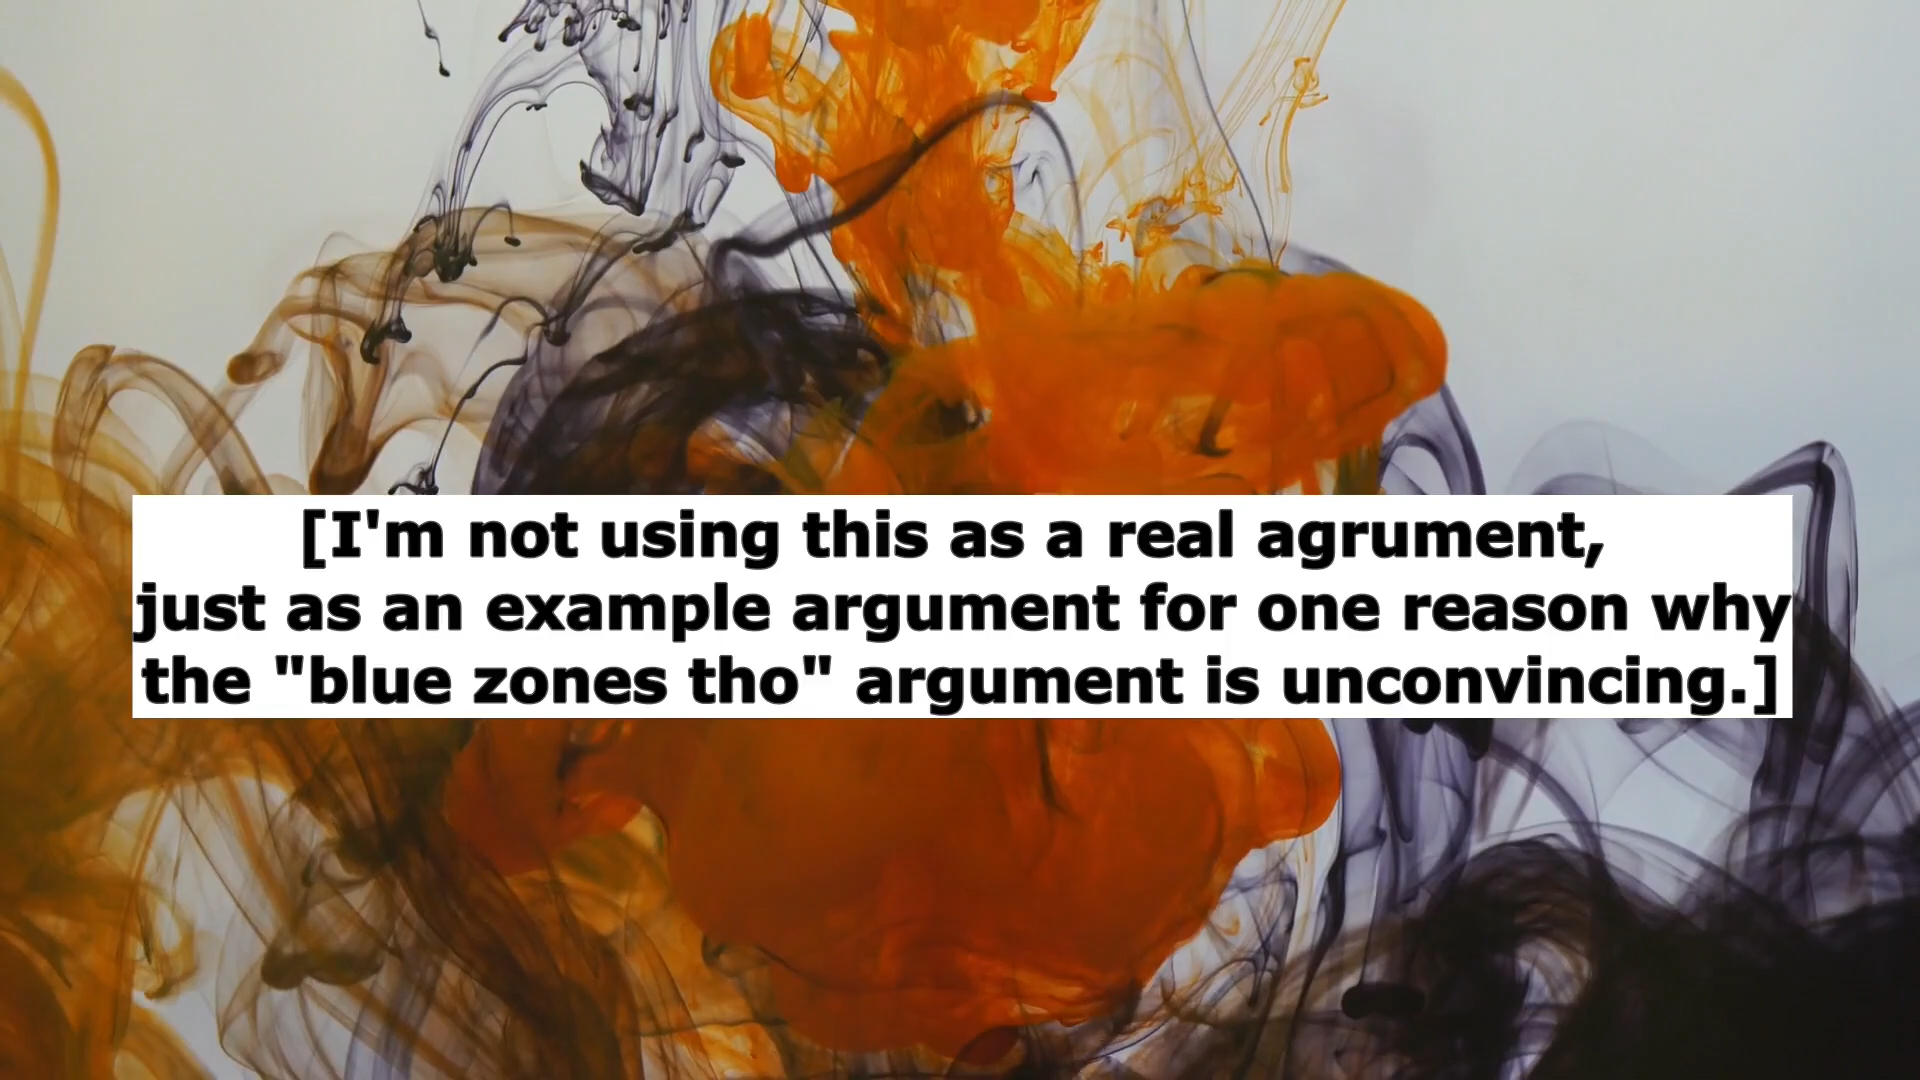 [I'm not using this as a real agrument,
just as an example argument for one reason why
the "blue zones tho" argument is unconvincing.]